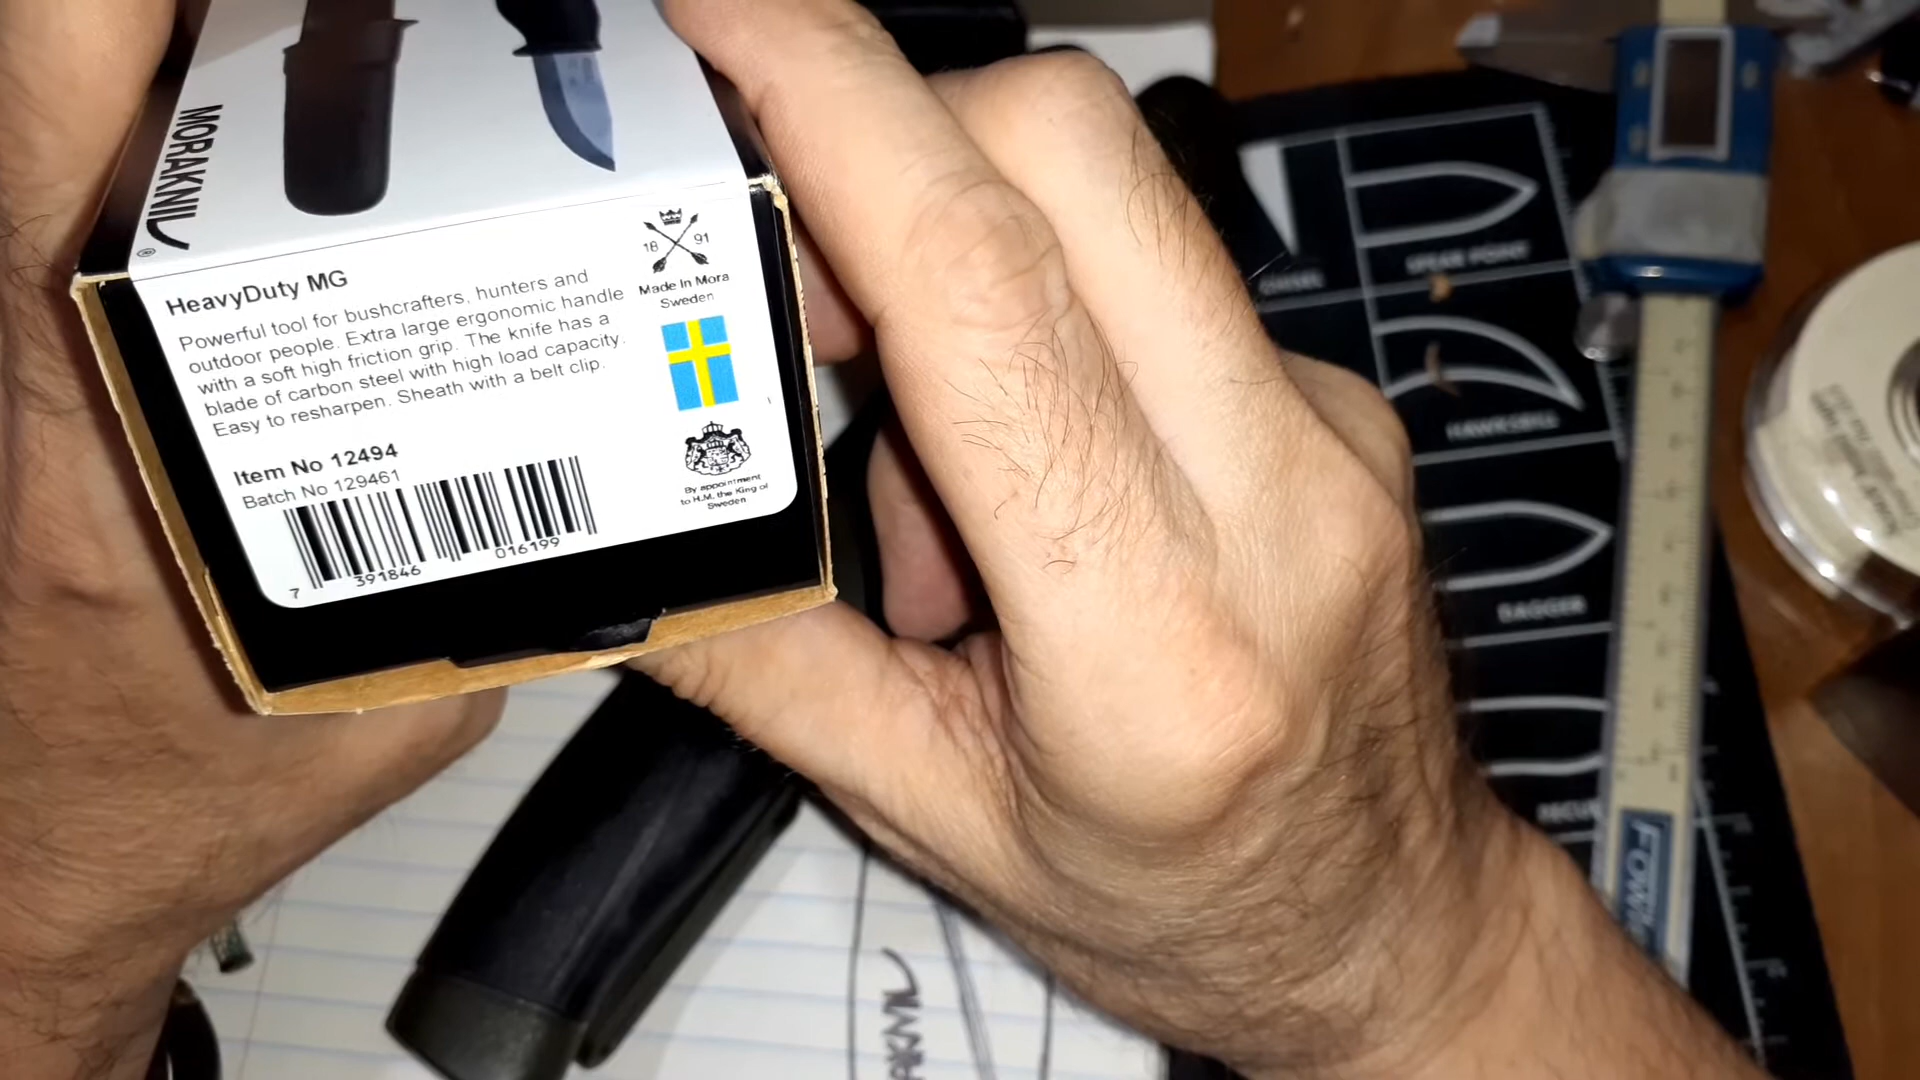 MORAKNIV
®
HeavyDuty MG
Powerful tool for bushcrafters, hunters and
outdoor people. Extra large ergonomic handle
with a soft high friction grip. The knife has a
blade of carbon steel with high load capacity.
Easy to resharpen. Sheath with a belt clip.
Item No 12494
Batch No 129461
7 391846 016199
18 91
Made In Mora
Sweden
By appointment
to H.M. the King of
Sweden
SPEAR POINT
HAWKSBILL
DAGGER